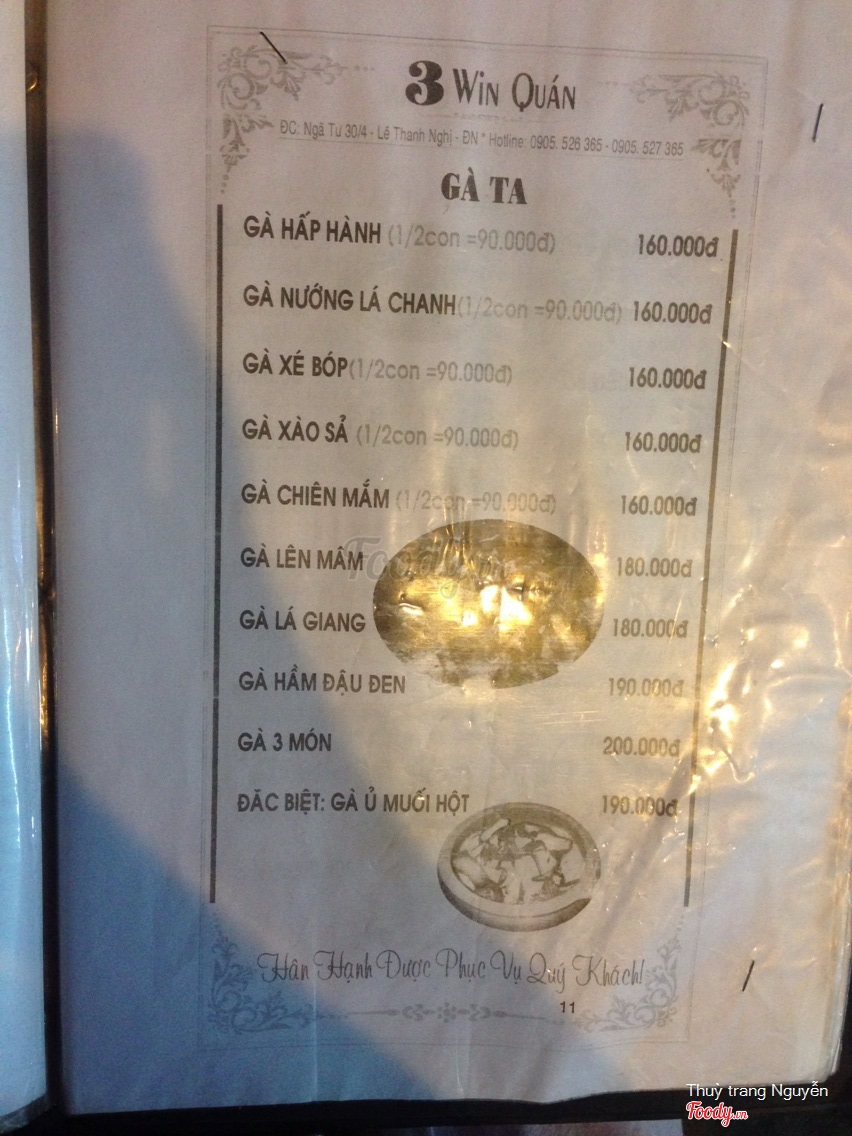 3 WIN QUÁN
ĐC: Ngã Tư 30/4 - Lê Thanh Nghị - ĐN * Hotline: 0905. 526 365 - 0905. 527 365
GÀ TA
GÀ HẤP HÀNH (1/2con =90.000đ) 160.000đ
GÀ NƯỚNG LÁ CHANH(1/2con =90.000đ) 160.000đ
GÀ XÉ BÓP(1/2con =90.000đ) 160.000đ
GÀ XÀO SẢ (1/2con =90.000đ) 160.000đ
GÀ CHIÊN MẮM (1/2con =90.000đ) 160.000đ
GÀ LÊN MÂM 180.000đ
GÀ LÁ GIANG 180.000đ
GÀ HẦM ĐẬU ĐEN 190.000đ
GÀ 3 MÓN 200.000đ
ĐĂC BIỆT: GÀ Ủ MUỐI HỘT 190.000đ
Hân Hạnh Được Phục Vụ Quý Khách!
11
Foody.vn
Thuỳ trang Nguyễn
Foody.vn